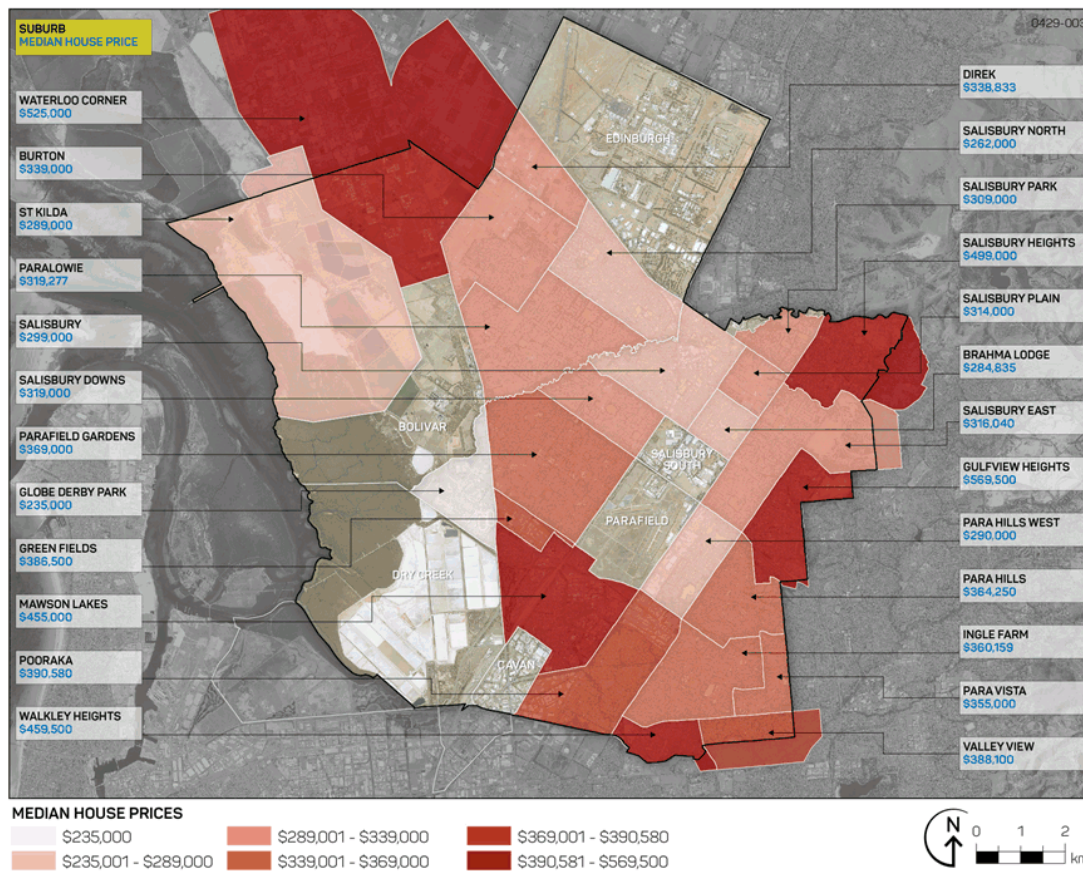 SUBURB
MEDIAN HOUSE PRICE
WATERLOO CORNER
$525,000
BURTON
$339,000
ST KILDA
$289,000
PARALOWIE
$319,277
SALISBURY
$299,000
SALISBURY DOWNS
$319,000
PARAFIELD GARDENS
$369,000
GLOBE DERBY PARK
$235,000
GREEN FIELDS
$386,500
MAWSON LAKES
$455,000
POORAKA
$390,580
WALKLEY HEIGHTS
$459,500
EDINBURGH
BOLIVAR
SALISBURY
SOUTH
PARAFIELD
DRY CREEK
CAVAN
DIREK
$338,833
SALISBURY NORTH
$262,000
SALISBURY PARK
$309,000
SALISBURY HEIGHTS
$499,000
SALISBURY PLAIN
$314,000
BRAHMA LODGE
$284,835
SALISBURY EAST
$316,040
GULFVIEW HEIGHTS
$569,500
PARA HILLS WEST
$290,000
PARA HILLS
$364,250
INGLE FARM
$360,159
PARA VISTA
$355,000
VALLEY VIEW
$388,100
MEDIAN HOUSE PRICES
$235,000
$235,001 - $289,000
$289,001 - $339,000
$339,001 - $369,000
$369,001 - $390,580
$390,581 - $569,500
N
0 1 2
km